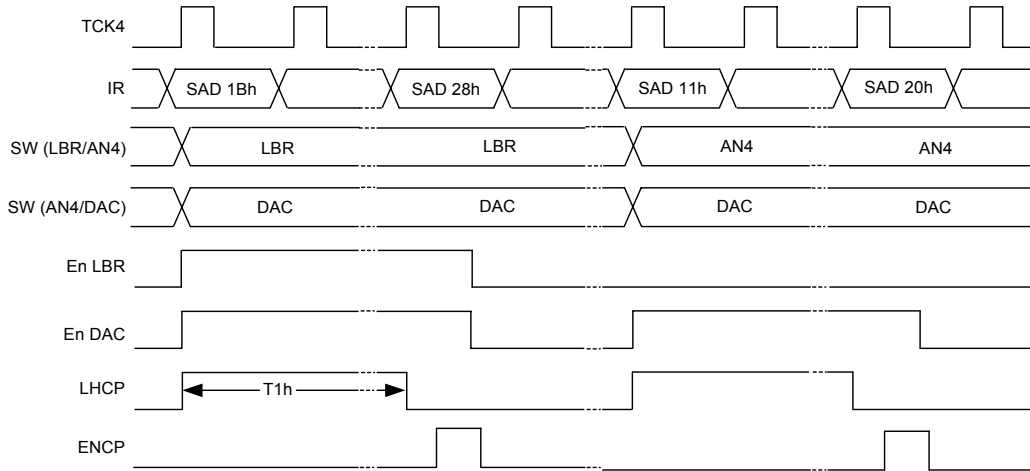 TCK4
IR SAD 1Bh SAD 28h SAD 11h SAD 20h
SW (LBR/AN4) LBR LBR AN4 AN4
SW (AN4/DAC) DAC DAC DAC DAC
En LBR
En DAC
LHCP T1h
ENCP